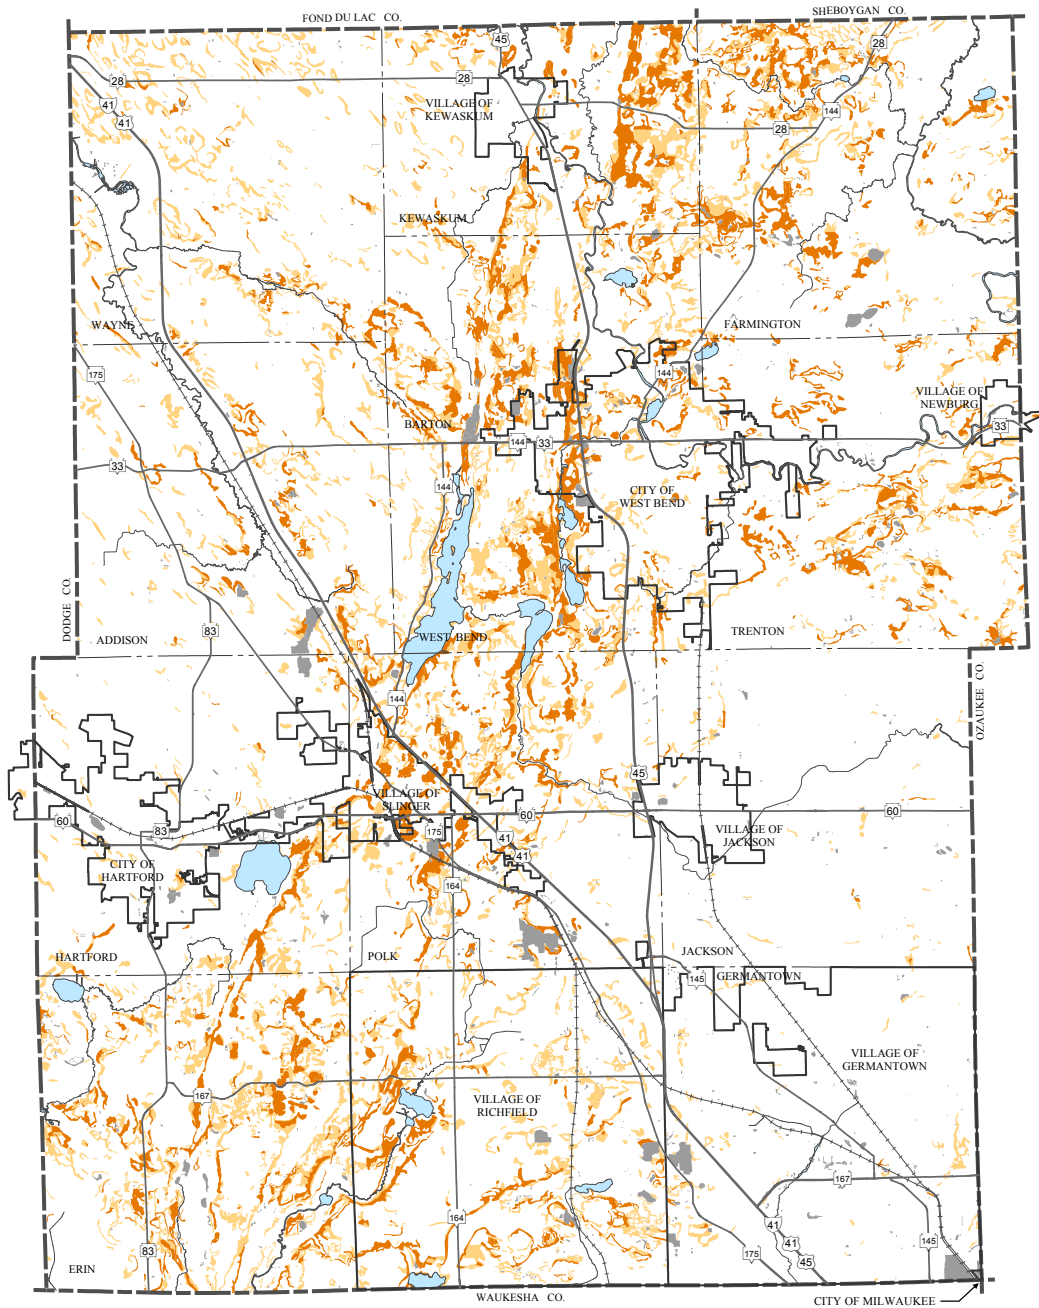 FOND DU LAC CO.
SHEBOYGAN CO.
45
28
28
28
41
41
VILLAGE OF
KEWASKUM
144
28
KEWASKUM
WAYNE
FARMINGTON
175
144
VILLAGE OF
NEWBURG
BARTON
33
144
33
33
144
CITY OF
WEST BEND
DODGE CO.
ADDISON
83
WEST BEND
TRENTON
OZAUKEE CO.
144
45
VILLAGE OF
SLINGER
60
83
175
60
60
VILLAGE OF
JACKSON
41
41
CITY OF
HARTFORD
164
HARTFORD
POLK
JACKSON
145
GERMANTOWN
VILLAGE OF
GERMANTOWN
167
VILLAGE OF
RICHFIELD
167
164
41
41
45
83
175
145
ERIN
WAUKESHA CO.
CITY OF MILWAUKEE